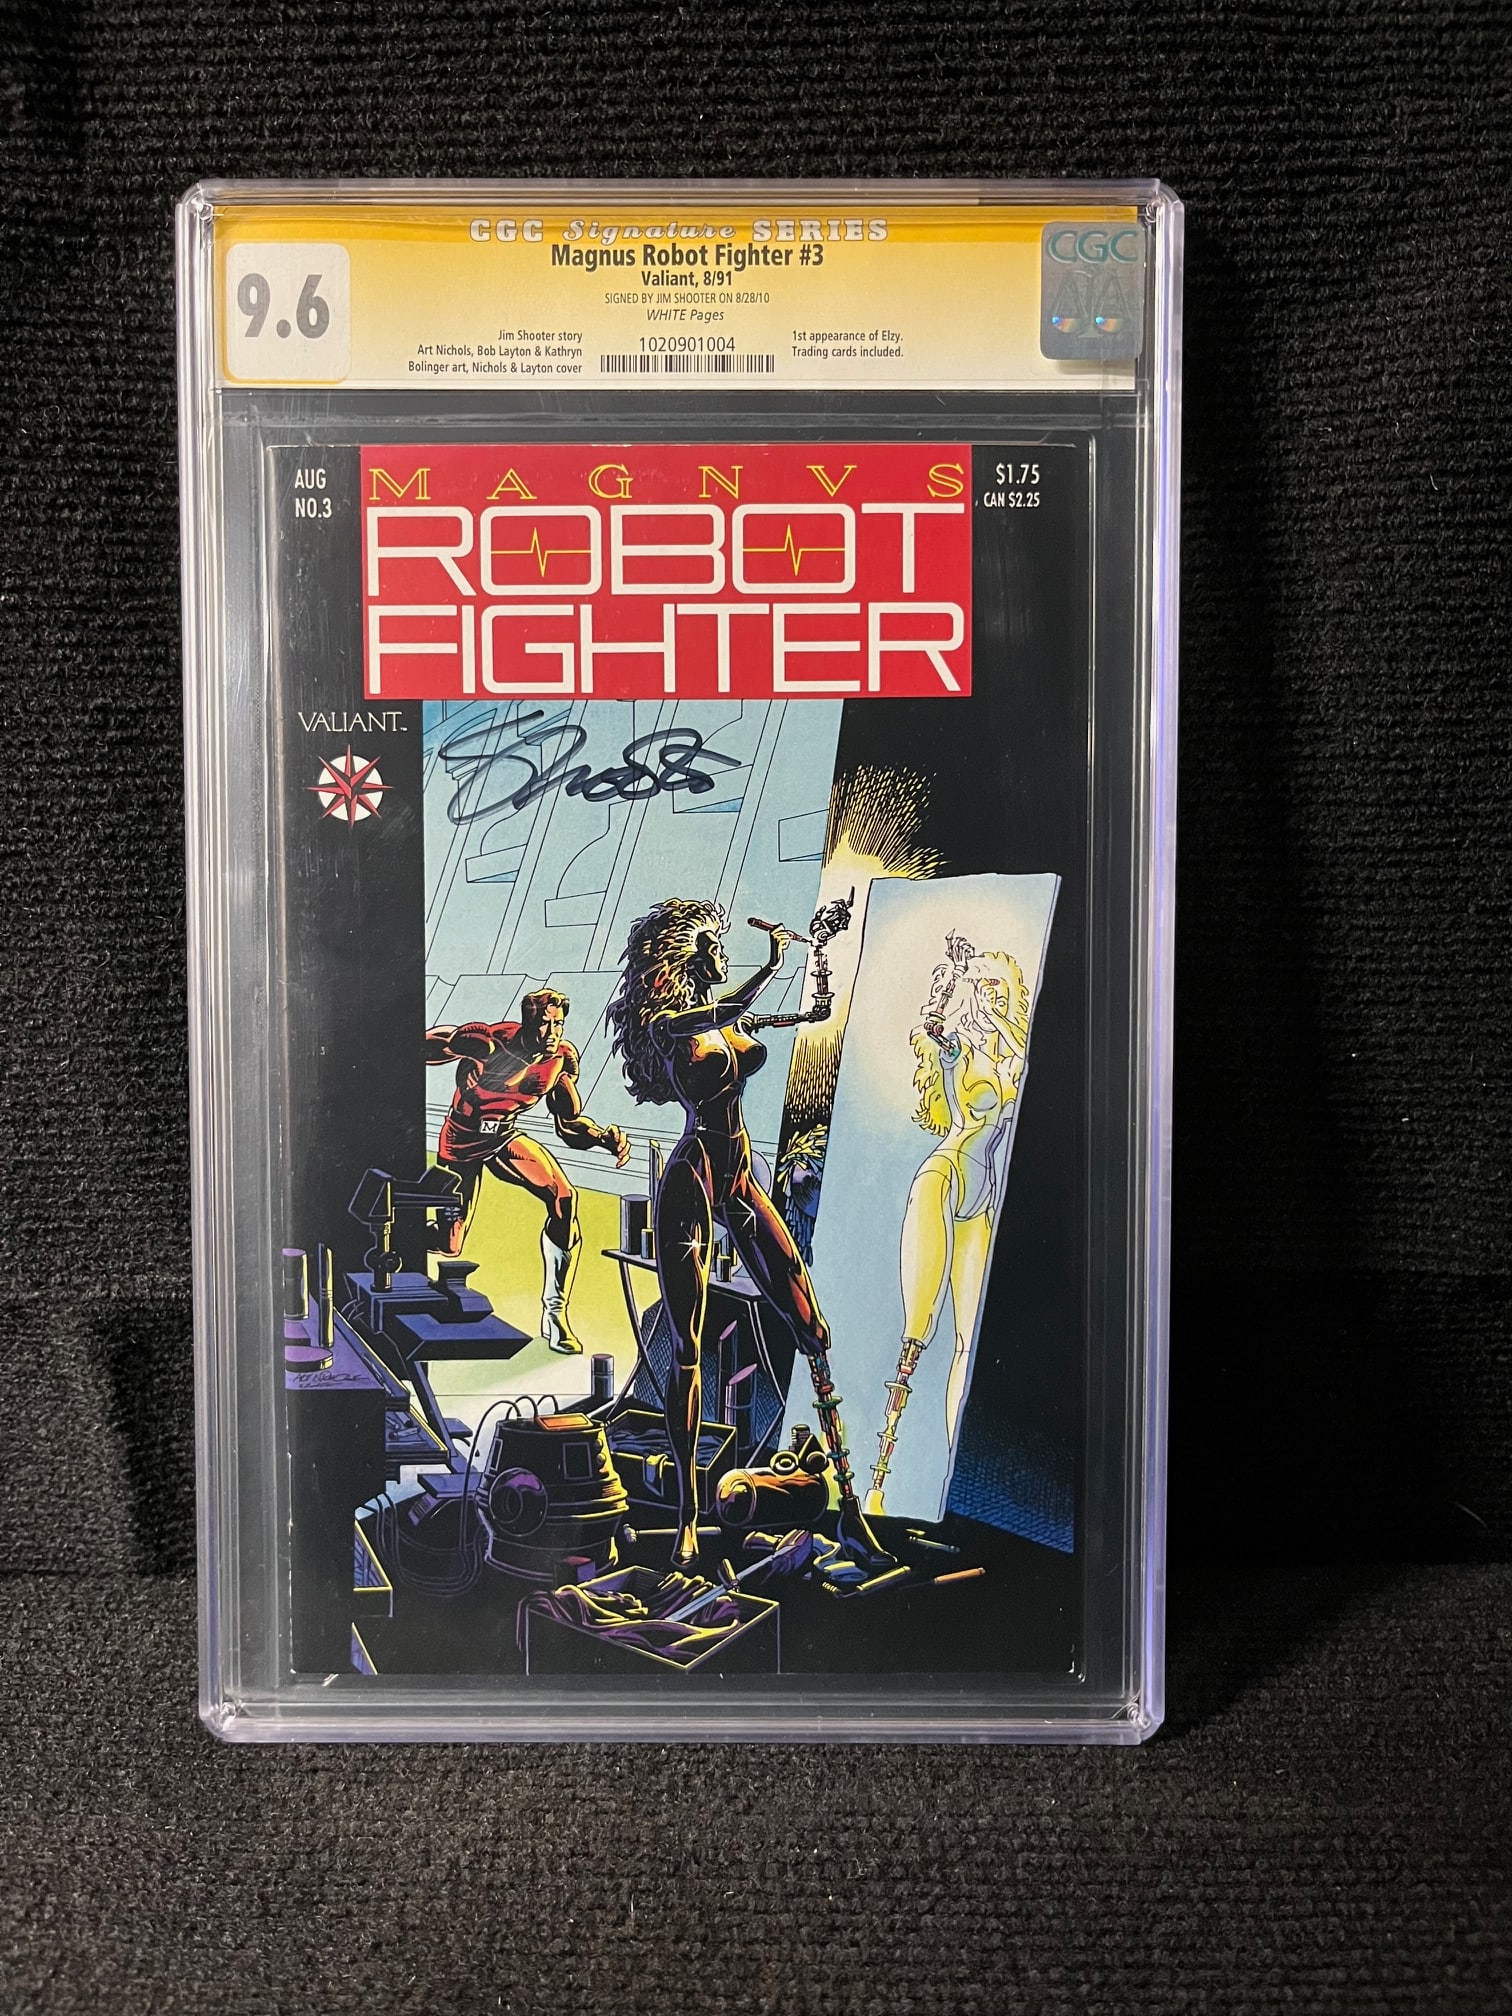 CGC Signature SERIES
Magnus Robot Fighter #3
Valiant, 8/91
SIGNED BY JIM SHOOTER ON 8/28/10
WHITE Pages
9.6
Jim Shooter story
Art Nichols, Bob Layton & Kathryn
Bolinger art, Nichols & Layton cover
1020901004
1st appearance of Elzy.
Trading cards included.
CGC
AUG
NO.3
MAGNVS
ROBOT
FIGHTER
$1.75
CAN $2.25
VALIANT™
J Shooter
M